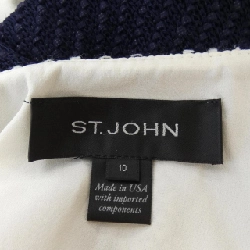 ST. JOHN
10
Made in USA
with imported
components